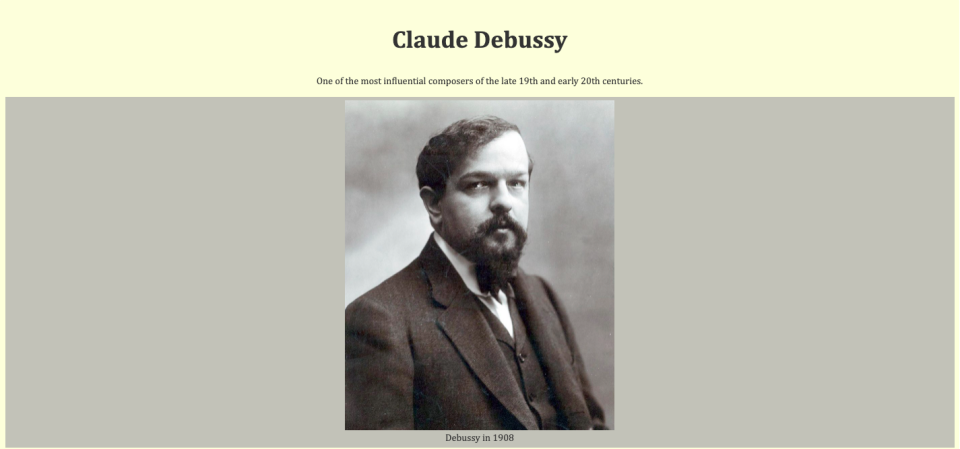 Claude Debussy
One of the most influential composers of the late 19th and early 20th centuries.
Debussy in 1908